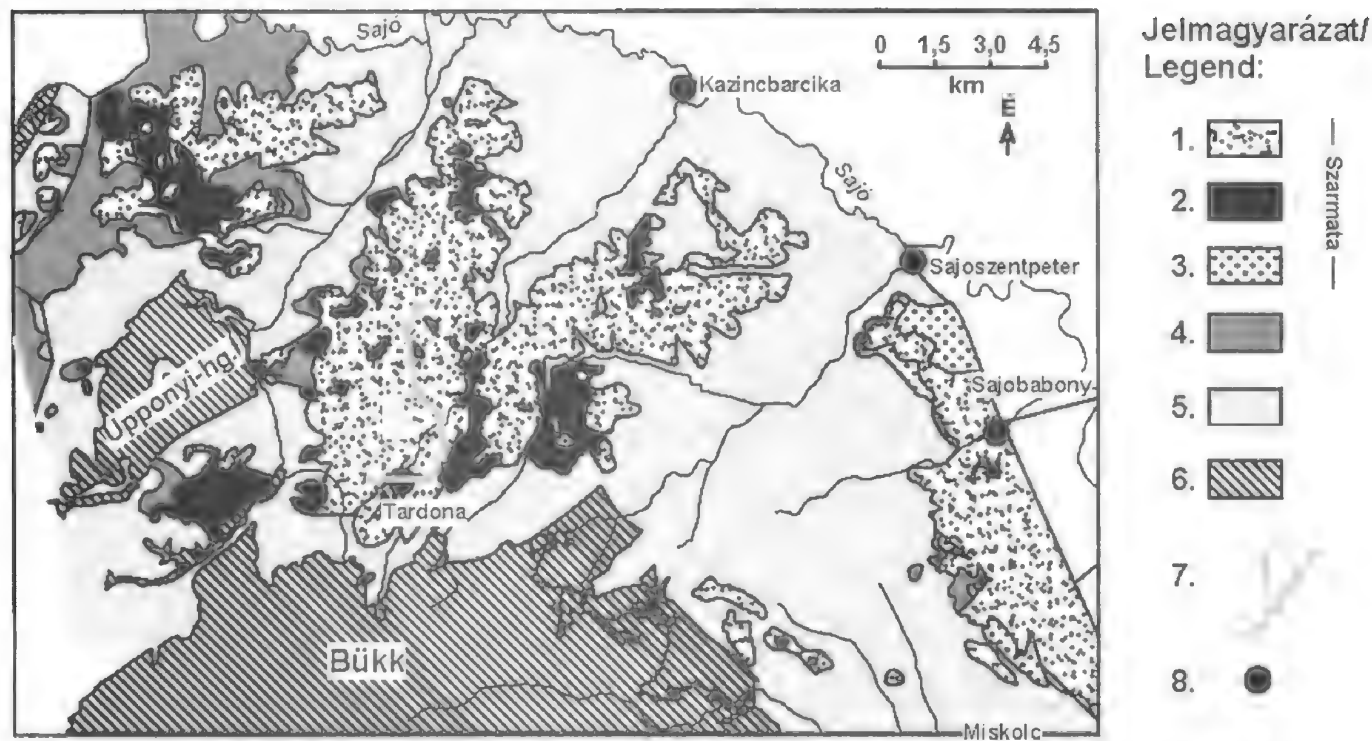 Sajó
0 1,5 3,0 4,5
km
É
Kazincbarcika
Sajó
Sajoszentpeter
Sajobabony
Upponyi-hg.
Tardona
Bükk
Miskolc
Jelmagyarázat/
Legend:
1.
2.
3.
4.
5.
6.
7.
8.
Szarmata